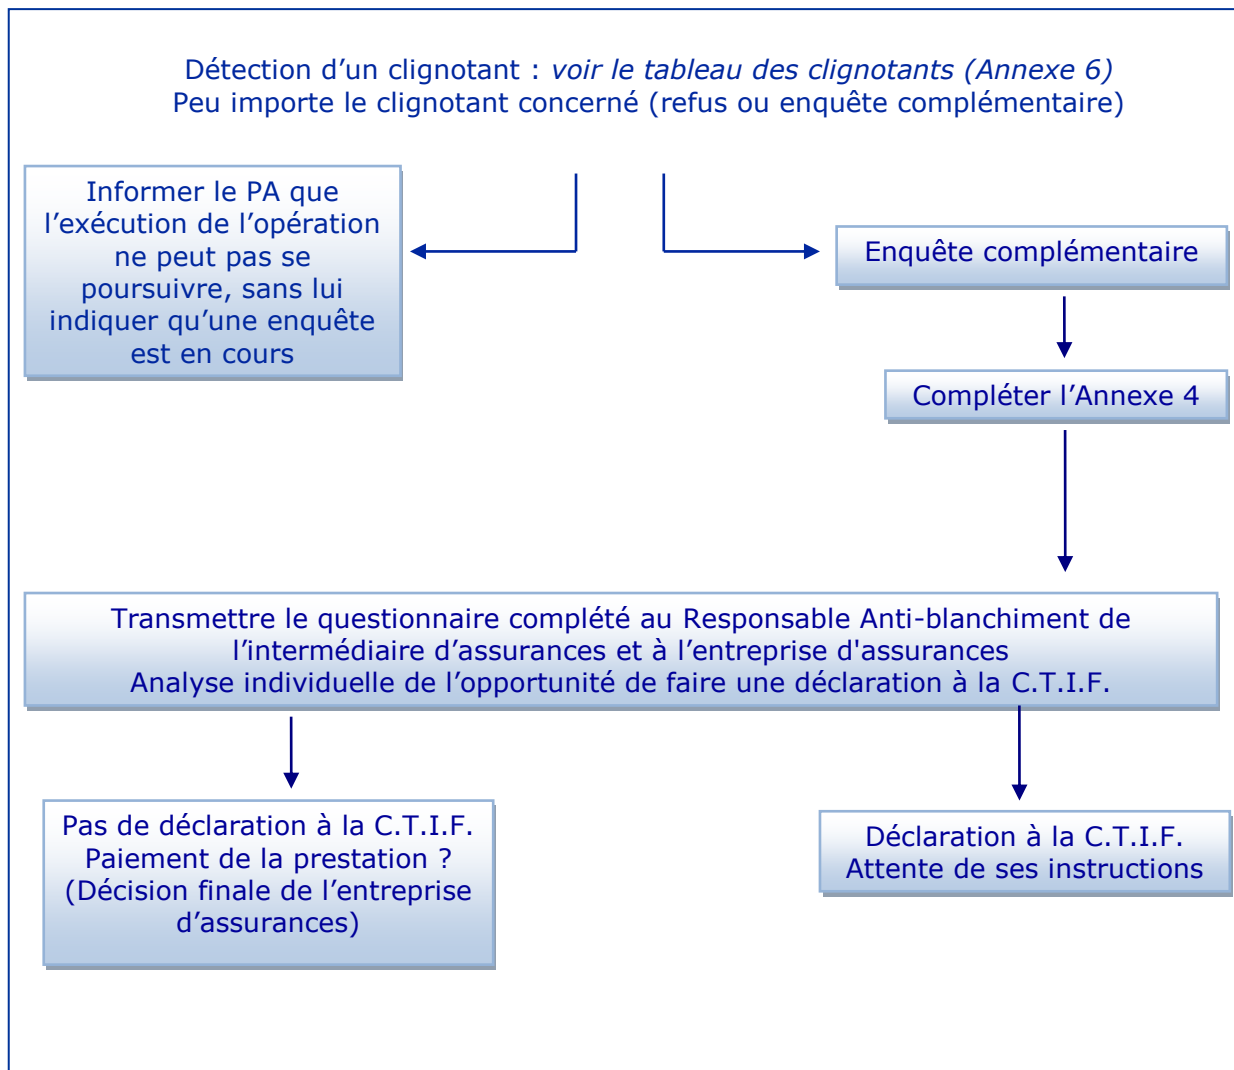 Détection d’un clignotant : voir le tableau des clignotants (Annexe 6)
Peu importe le clignotant concerné (refus ou enquête complémentaire)
Informer le PA que
l’exécution de l’opération
ne peut pas se
poursuivre, sans lui
indiquer qu’une enquête
est en cours
Enquête complémentaire
Compléter l’Annexe 4
Transmettre le questionnaire complété au Responsable Anti-blanchiment de
l’intermédiaire d’assurances et à l’entreprise d'assurances
Analyse individuelle de l’opportunité de faire une déclaration à la C.T.I.F.
Pas de déclaration à la C.T.I.F.
Paiement de la prestation ?
(Décision finale de l’entreprise
d’assurances)
Déclaration à la C.T.I.F.
Attente de ses instructions